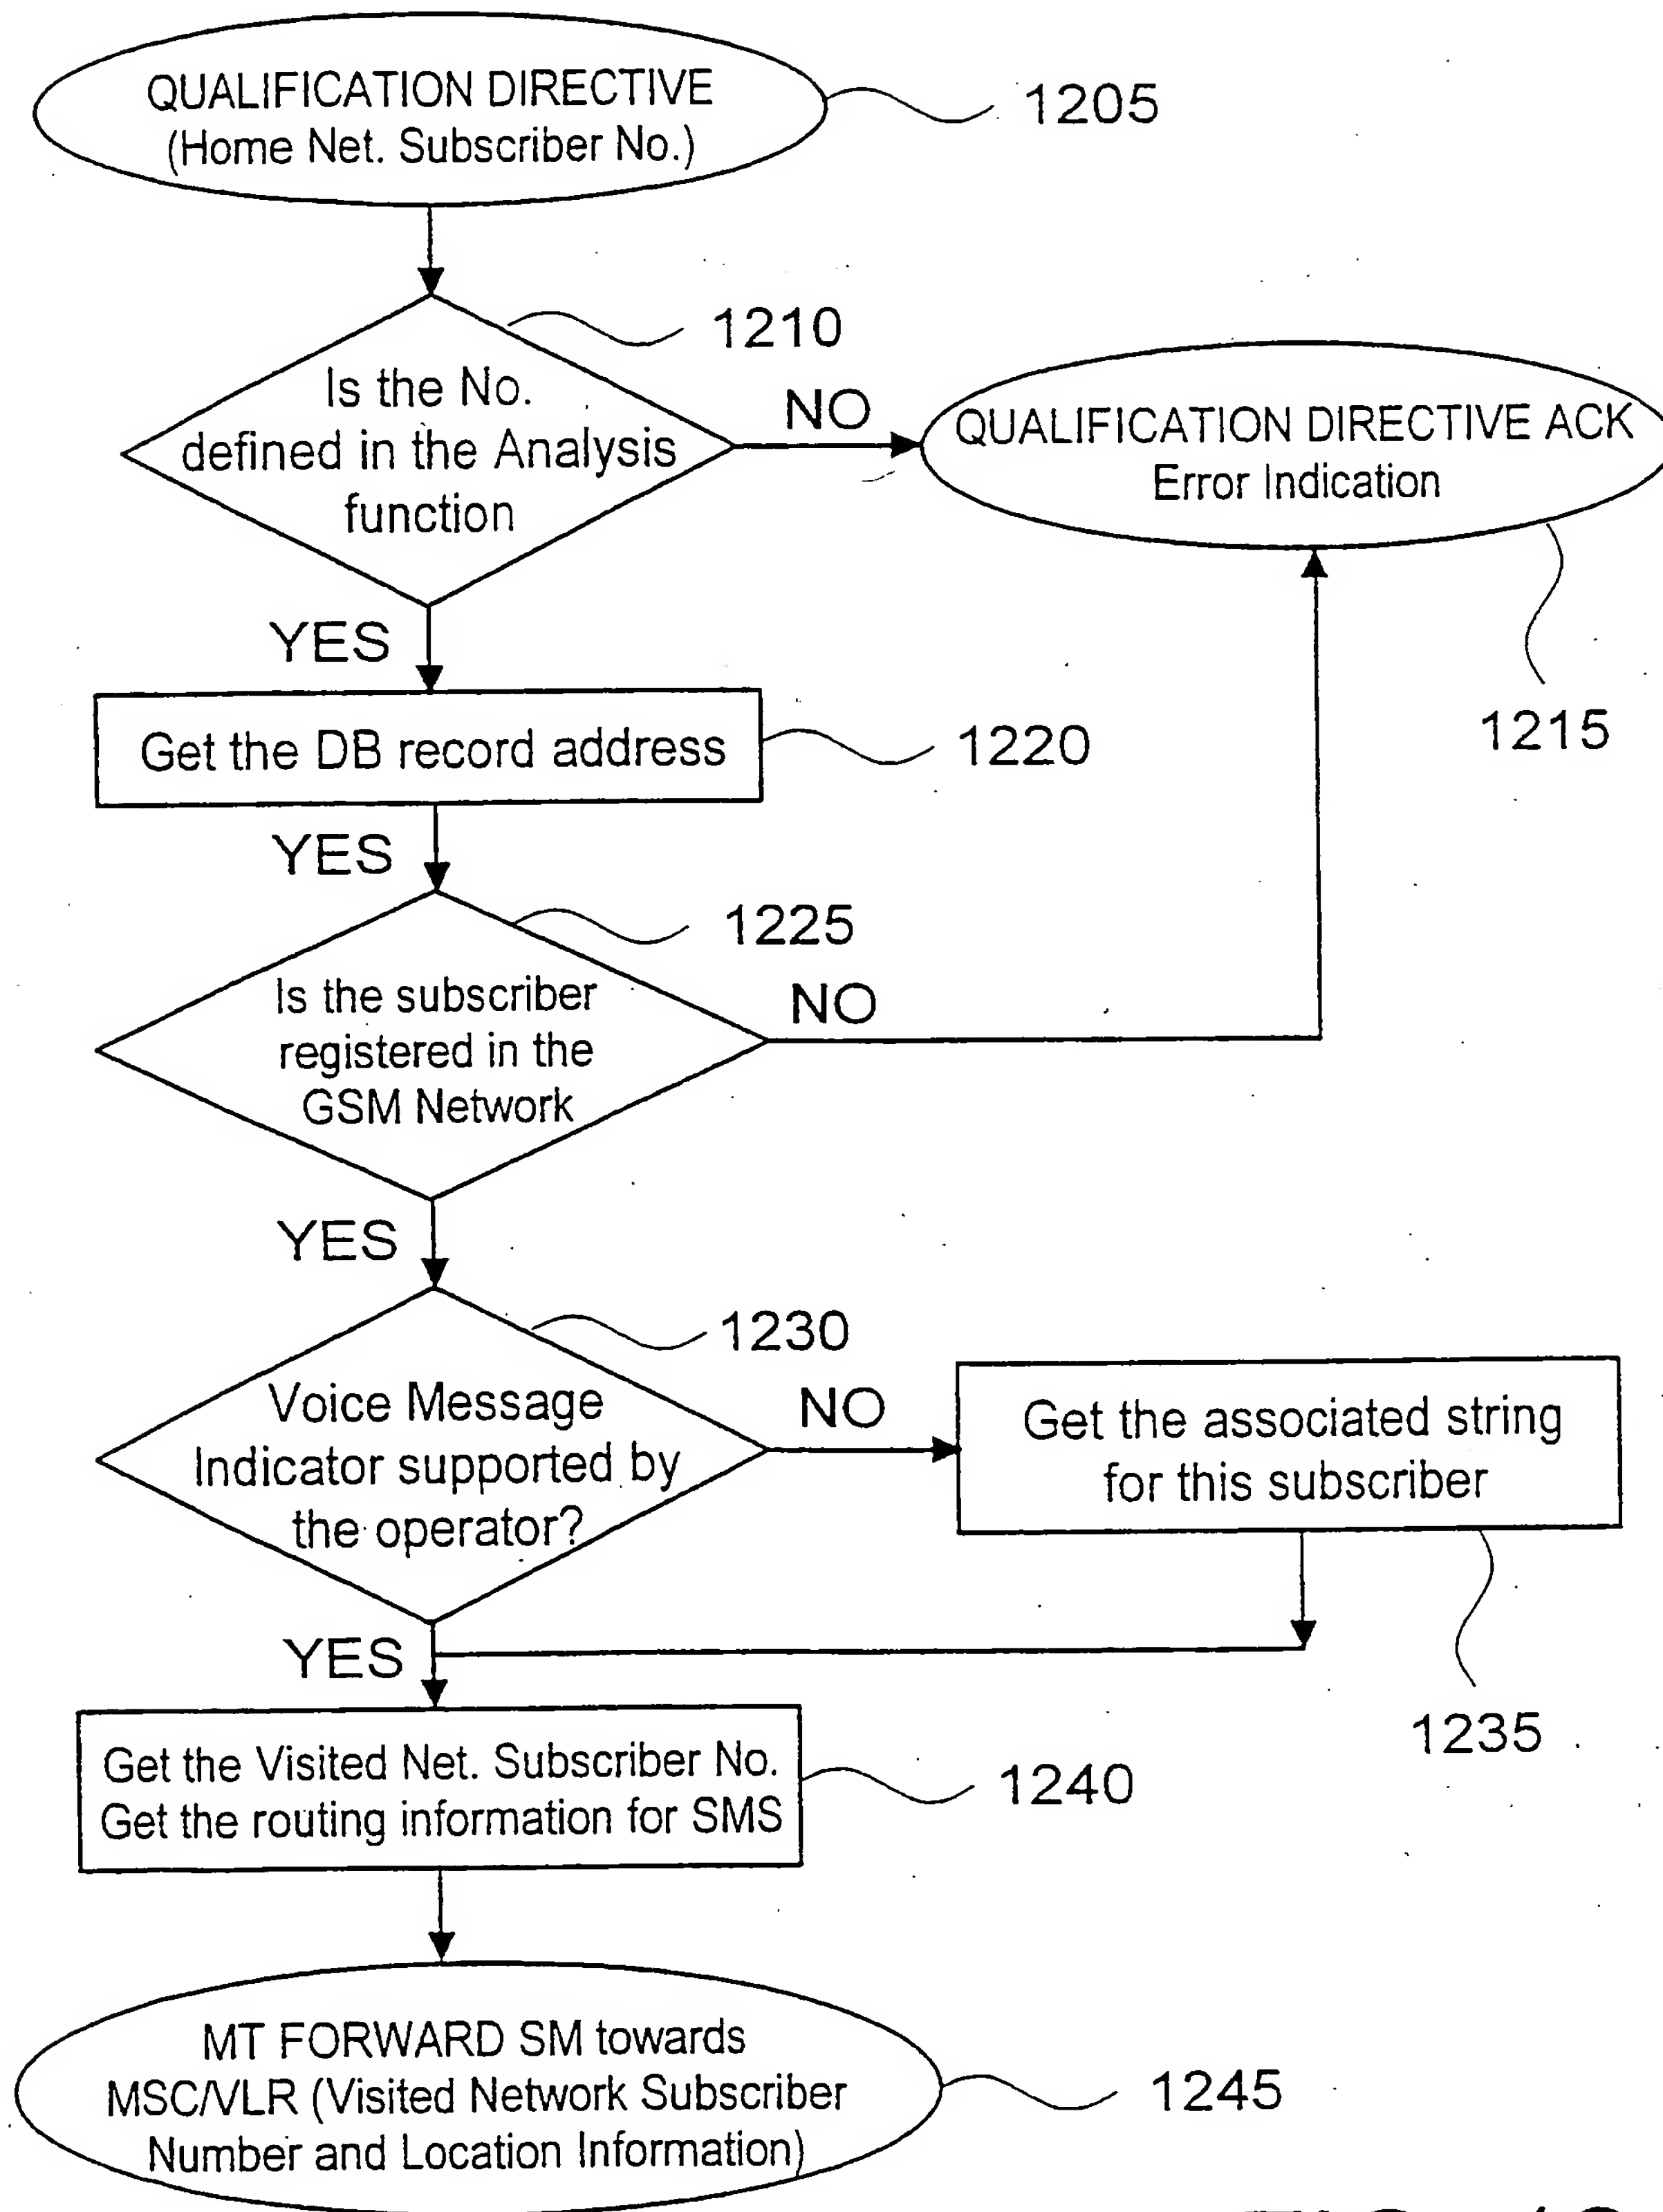 QUALIFICATION DIRECTIVE
(Home Net. Subscriber No.)
1205
1210
Is the No.
defined in the Analysis
function
NO
QUALIFICATION DIRECTIVE ACK
Error Indication
1215
YES
Get the DB record address
1220
YES
1225
Is the subscriber
registered in the
GSM Network
NO
YES
1230
Voice Message
Indicator supported by
the operator?
NO
Get the associated string
for this subscriber
1235
YES
Get the Visited Net. Subscriber No.
Get the routing information for SMS
1240
MT FORWARD SM towards
MSC/VLR (Visited Network Subscriber
Number and Location Information)
1245